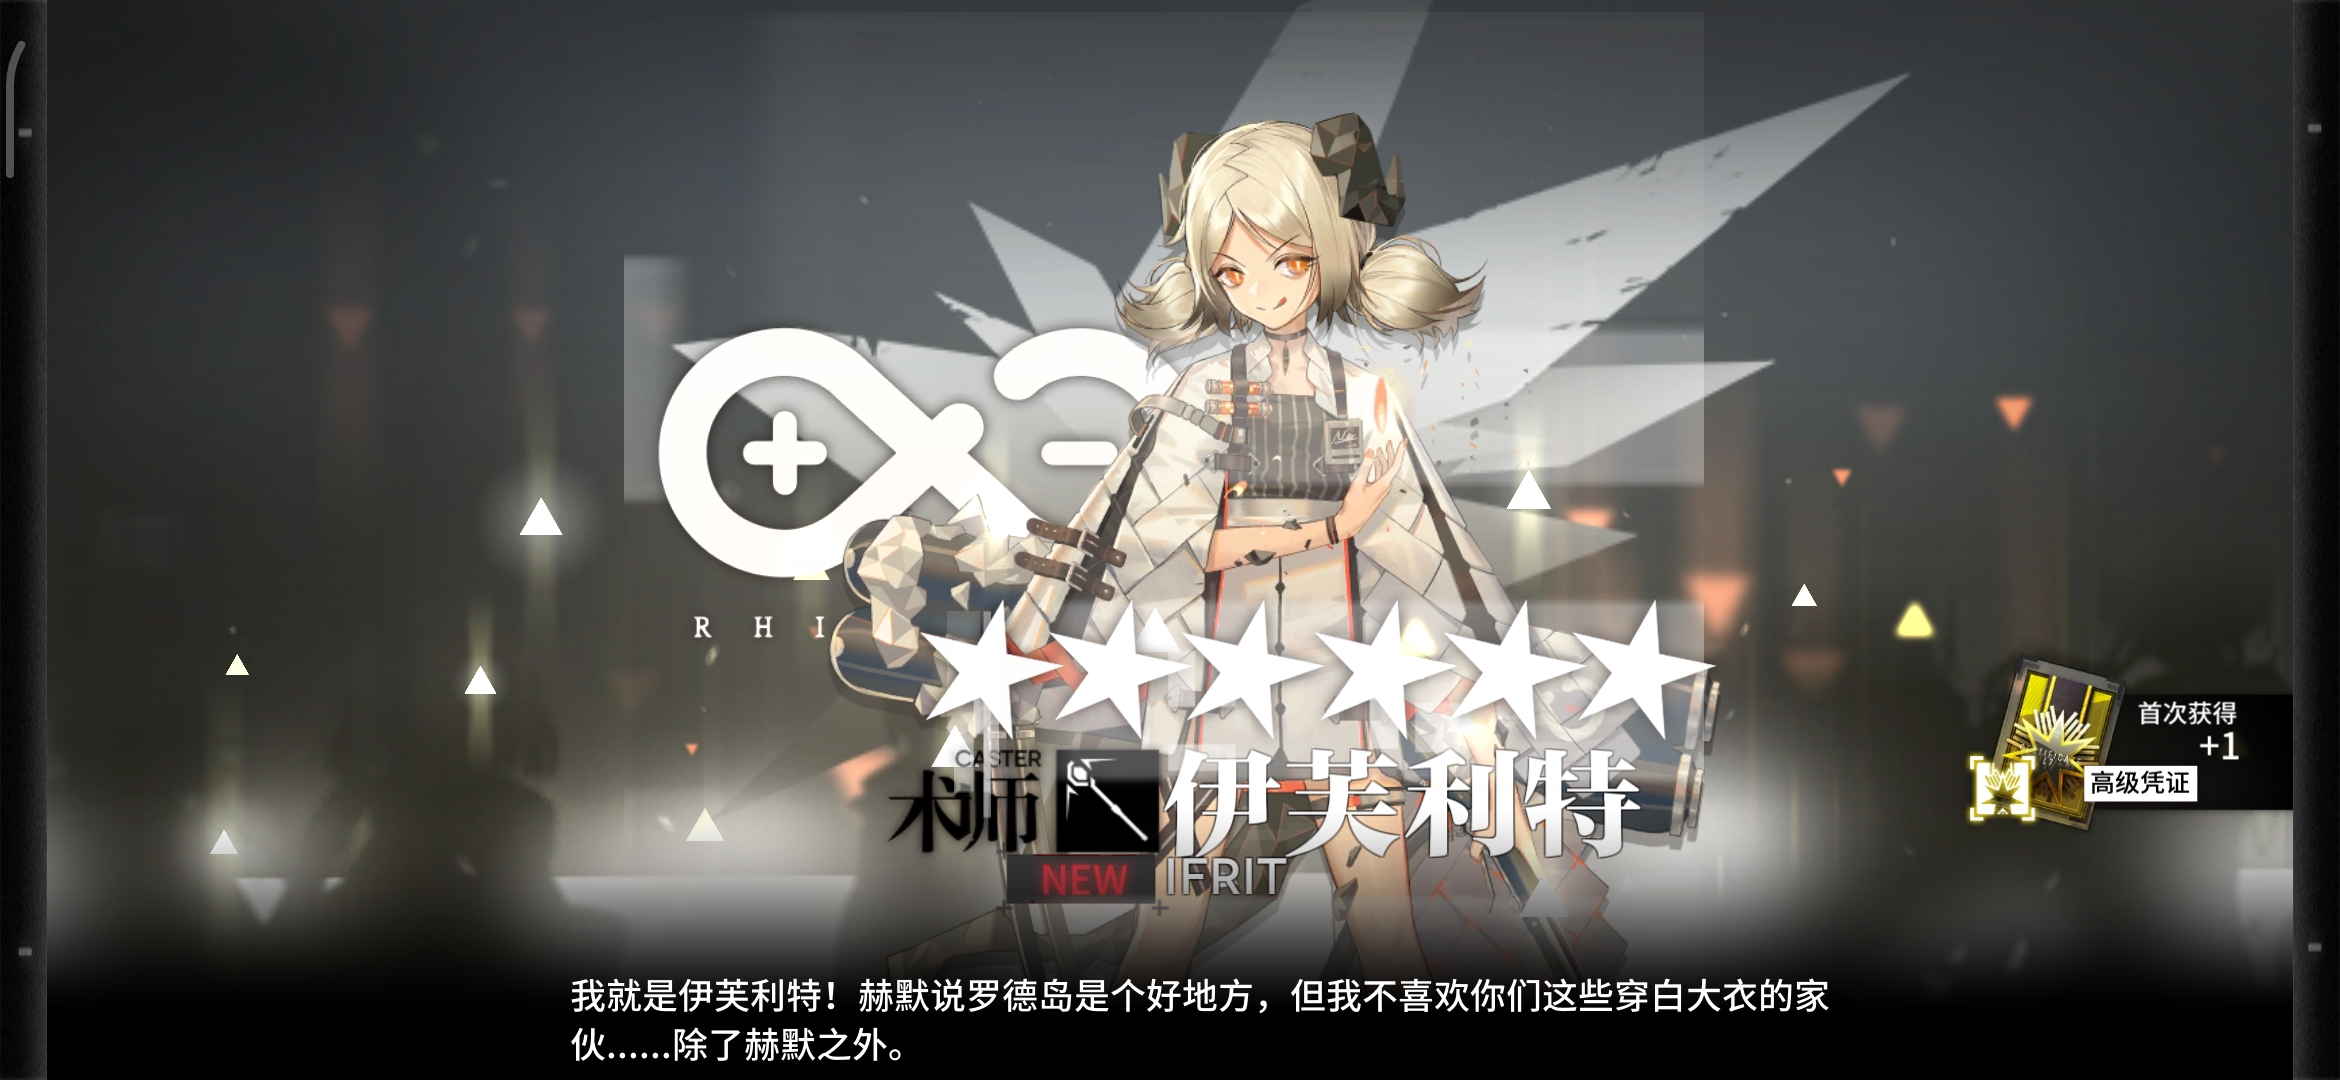 RHI
首次获得
+1
高级凭证
CASTER
术师
伊芙利特
NEW
IFRIT
我就是伊芙利特！赫默说罗德岛是个好地方，但我不喜欢你们这些穿白大衣的家
伙......除了赫默之外。